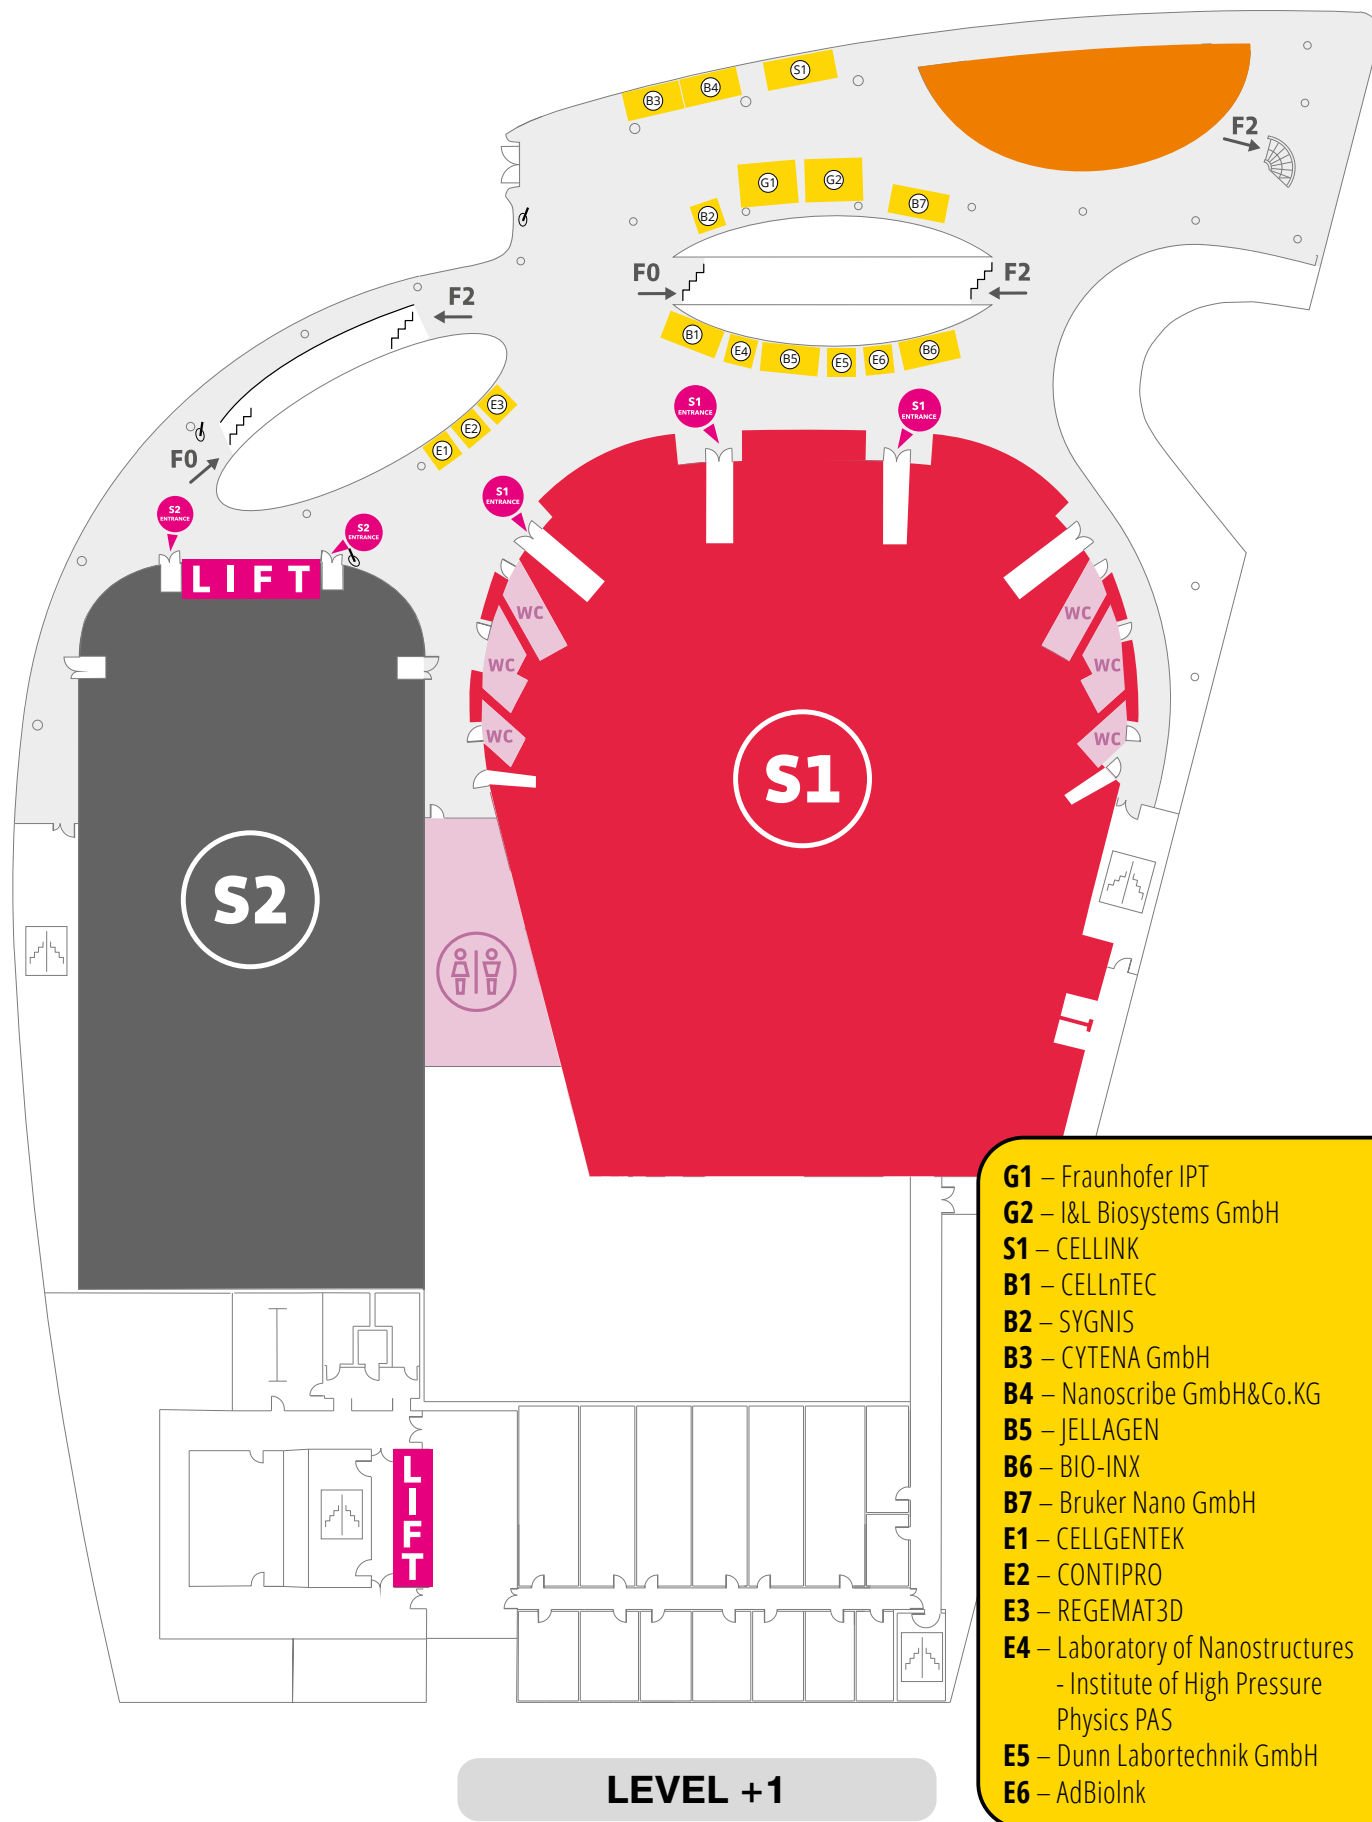 S1
B4
B3
F2
G1
G2
B7
B2
F0
F2
F2
B1
E4
B5
E5
E6
B6
S1
ENTRANCE
S1
ENTRANCE
E3
E2
E1
F0
S1
ENTRANCE
S2
ENTRANCE
S2
ENTRANCE
LIFT
WC
WC
WC
WC
WC
WC
S1
S2
LIFT
G1 – Fraunhofer IPT
G2 – I&L Biosystems GmbH
S1 – CELLINK
B1 – CELLnTEC
B2 – SYGNIS
B3 – CYTENA GmbH
B4 – Nanoscribe GmbH&Co.KG
B5 – JELLAGEN
B6 – BIO-INX
B7 – Bruker Nano GmbH
E1 – CELLGENTEK
E2 – CONTIPRO
E3 – REGEMAT3D
E4 – Laboratory of Nanostructures
- Institute of High Pressure
Physics PAS
E5 – Dunn Labortechnik GmbH
E6 – AdBioInk
LEVEL +1